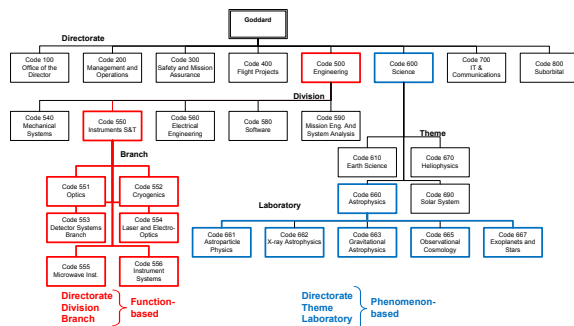 Goddard
Directorate
Code 100
Office of the
Director
Code 200
Management and
Operations
Code 300
Safety and Mission
Assurance
Code 400
Flight Projects
Code 500
Engineering
Code 600
Science
Code 700
IT &
Communications
Code 800
Suborbital
Division
Code 540
Mechanical
Systems
Code 550
Instruments S&T
Code 560
Electrical
Engineering
Code 580
Software
Code 590
Mission Eng. And
System Analysis
Theme
Code 610
Earth Science
Code 670
Heliophysics
Code 660
Astrophysics
Code 690
Solar System
Branch
Code 551
Optics
Code 552
Cryogenics
Code 553
Detector Systems
Branch
Code 554
Laser and Electro-
Optics
Code 555
Microwave Inst.
Code 556
Instrument
Systems
Laboratory
Code 661
Astroparticle
Physics
Code 662
X-ray Astrophysics
Code 663
Gravitational
Astrophysics
Code 665
Observational
Cosmology
Code 667
Exoplanets and
Stars
Directorate
Division
Branch
Function-
based
Directorate
Theme
Laboratory
Phenomenon-
based